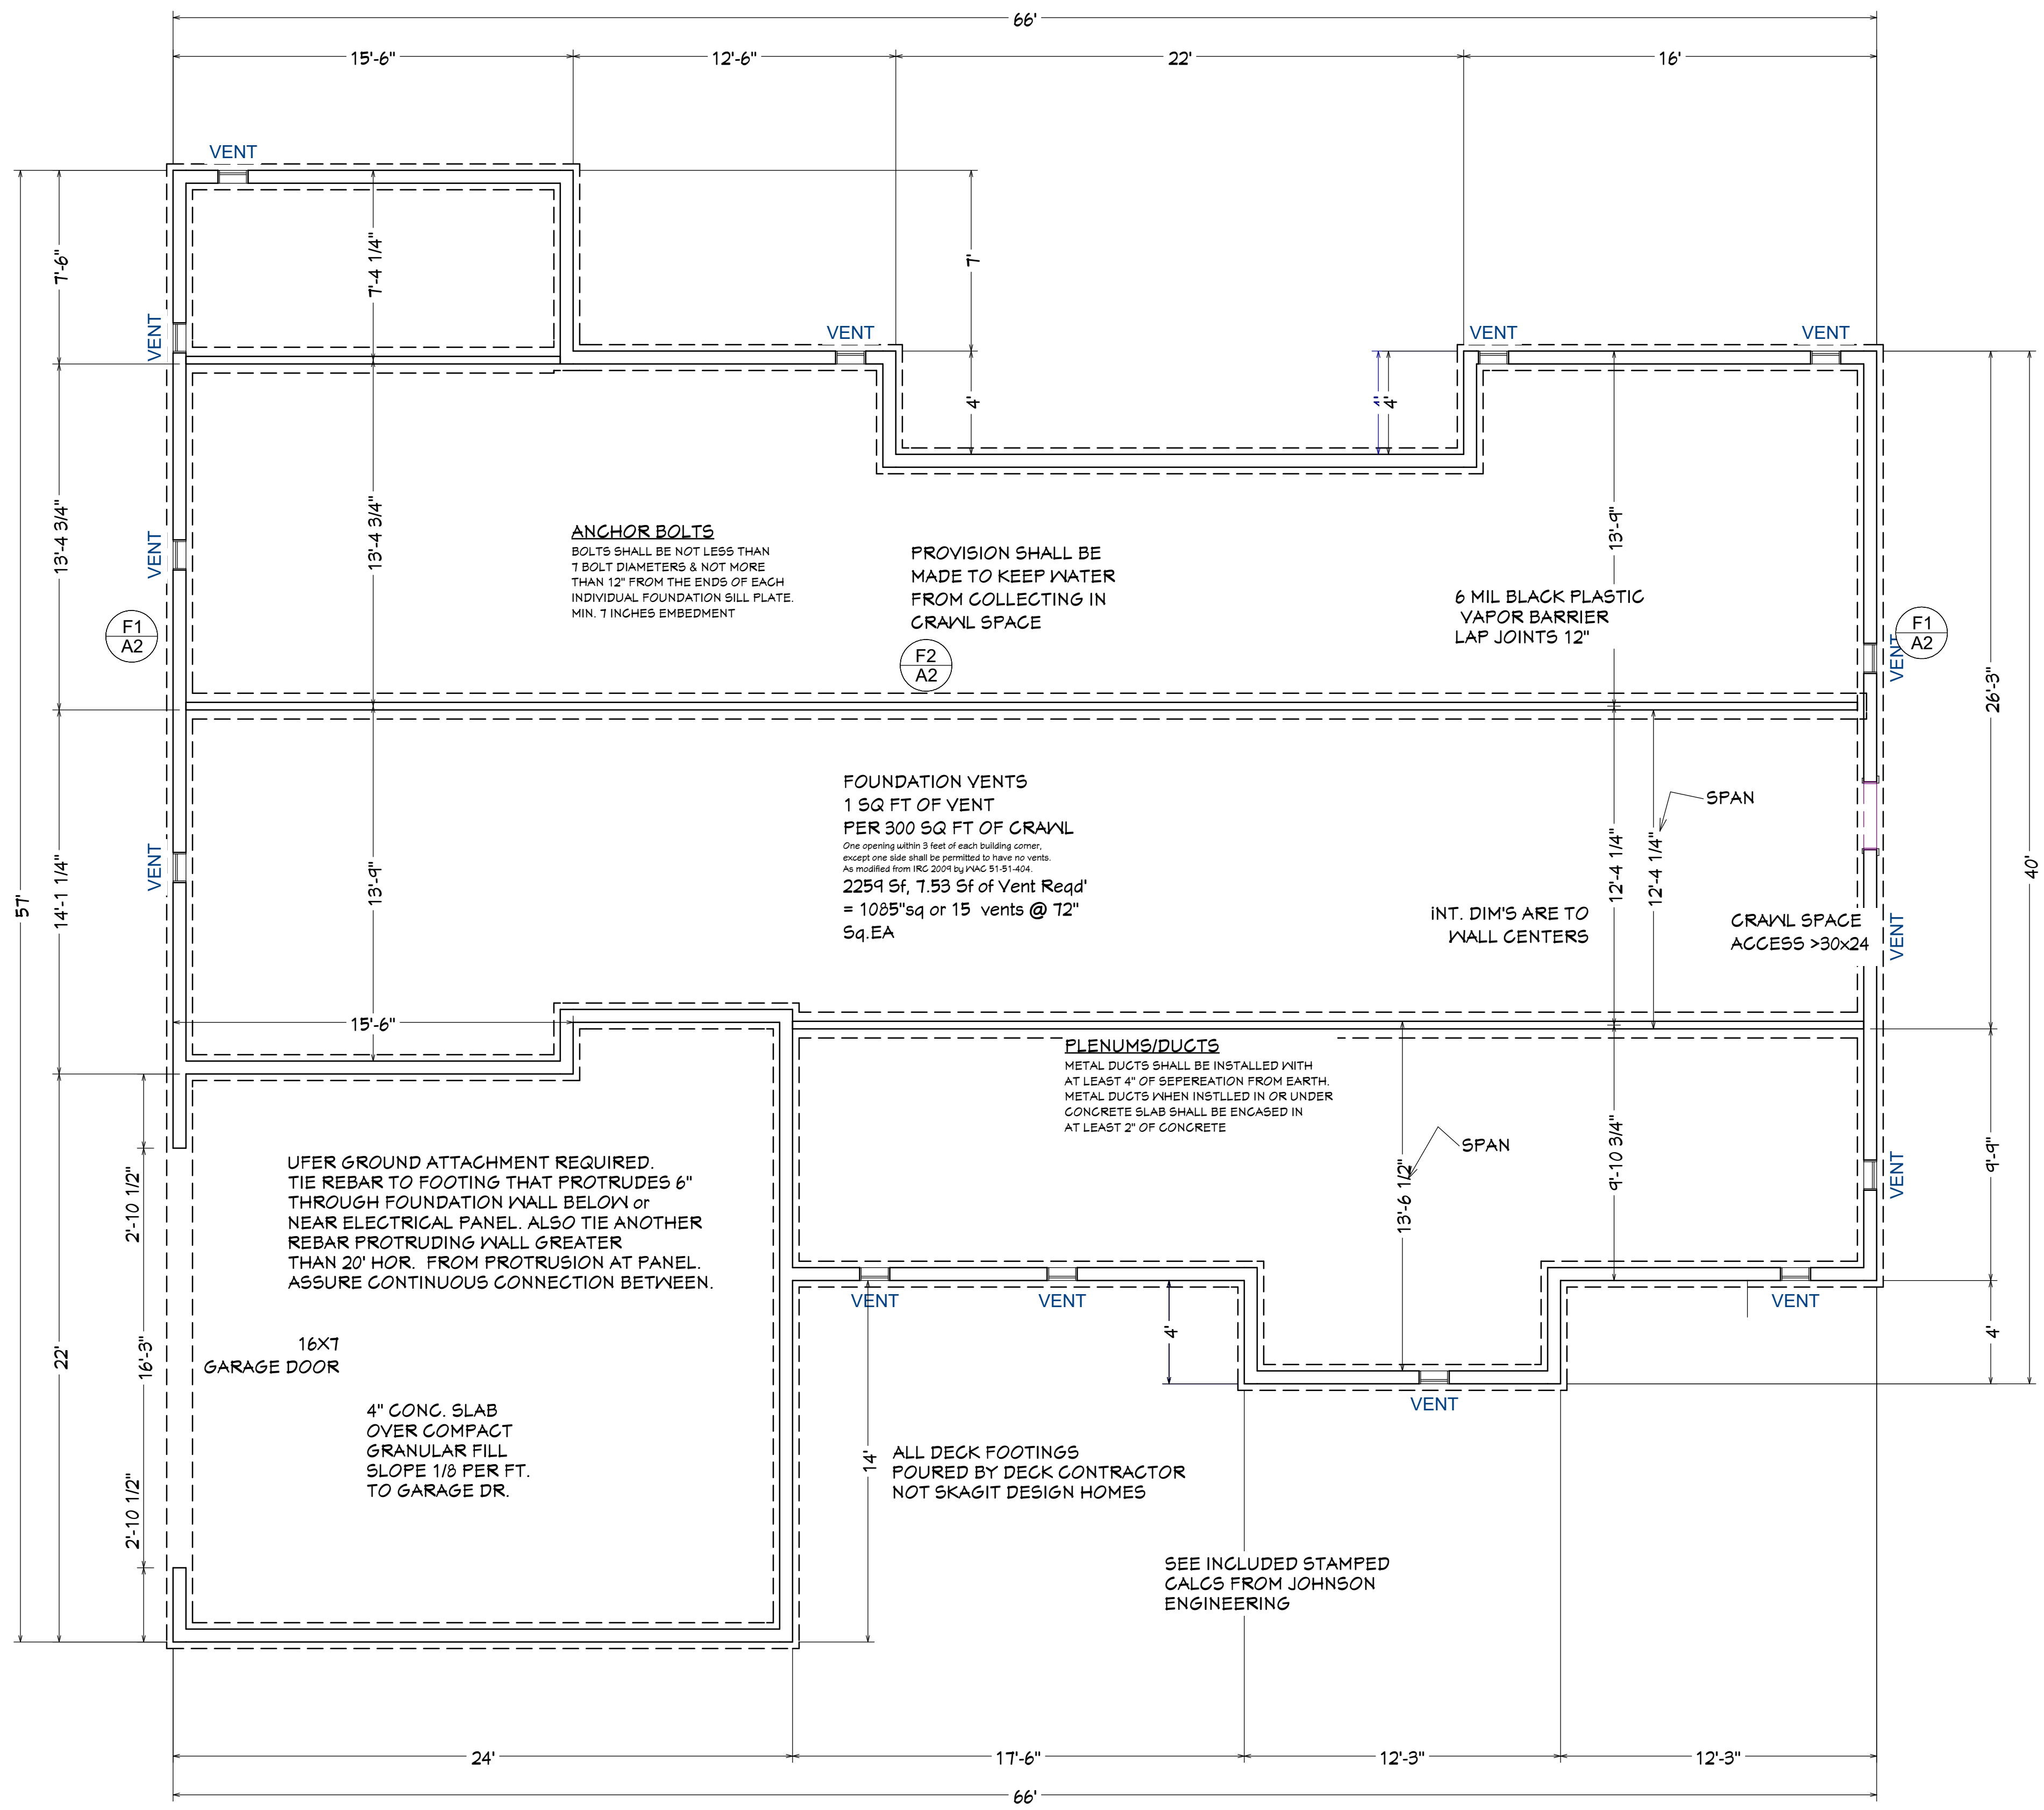 66'
15'-6"
12'-6"
22'
16'
VENT
7'-6"
7'-4 1/4"
7'
VENT
VENT
VENT
VENT
4'
4'
13'-4 3/4"
13'-4 3/4"
13'-9"
VENT
ANCHOR BOLTS
BOLTS SHALL BE NOT LESS THAN
7 BOLT DIAMETERS & NOT MORE
THAN 12" FROM THE ENDS OF EACH
INDIVIDUAL FOUNDATION SILL PLATE.
MIN. 7 INCHES EMBEDMENT
PROVISION SHALL BE
MADE TO KEEP WATER
FROM COLLECTING IN
CRAWL SPACE
6 MIL BLACK PLASTIC
VAPOR BARRIER
LAP JOINTS 12"
F1
A2
F2
A2
F1
A2
VENT
26'-3"
FOUNDATION VENTS
1 SQ FT OF VENT
PER 300 SQ FT OF CRAWL
One opening within 3 feet of each building corner,
except one side shall be permitted to have no vents.
As modified from IRC 2009 by WAC 51-51-404.
2259 Sf, 7.53 Sf of Vent Reqd'
= 1085"sq or 15 vents @ 72"
Sq.EA
SPAN
57'
14'-1 1/4"
VENT
13'-9"
12'-4 1/4"
12'-4 1/4"
40'
INT. DIM'S ARE TO
WALL CENTERS
CRAWL SPACE
ACCESS >30x24
VENT
15'-6"
PLENUMS/DUCTS
METAL DUCTS SHALL BE INSTALLED WITH
AT LEAST 4" OF SEPEREATION FROM EARTH.
METAL DUCTS WHEN INSTLLED IN OR UNDER
CONCRETE SLAB SHALL BE ENCASED IN
AT LEAST 2" OF CONCRETE
SPAN
13'-6 1/2"
9'-10 3/4"
VENT
9'-9"
UFER GROUND ATTACHMENT REQUIRED.
TIE REBAR TO FOOTING THAT PROTRUDES 6"
THROUGH FOUNDATION WALL BELOW or
NEAR ELECTRICAL PANEL. ALSO TIE ANOTHER
REBAR PROTRUDING WALL GREATER
THAN 20' HOR. FROM PROTRUSION AT PANEL.
ASSURE CONTINUOUS CONNECTION BETWEEN.
2'-10 1/2"
VENT
VENT
VENT
22'
16'-3"
16X7
GARAGE DOOR
4'
4'
VENT
4" CONC. SLAB
OVER COMPACT
GRANULAR FILL
SLOPE 1/8 PER FT.
TO GARAGE DR.
14'
ALL DECK FOOTINGS
POURED BY DECK CONTRACTOR
NOT SKAGIT DESIGN HOMES
2'-10 1/2"
SEE INCLUDED STAMPED
CALCS FROM JOHNSON
ENGINEERING
24'
17'-6"
12'-3"
12'-3"
66'